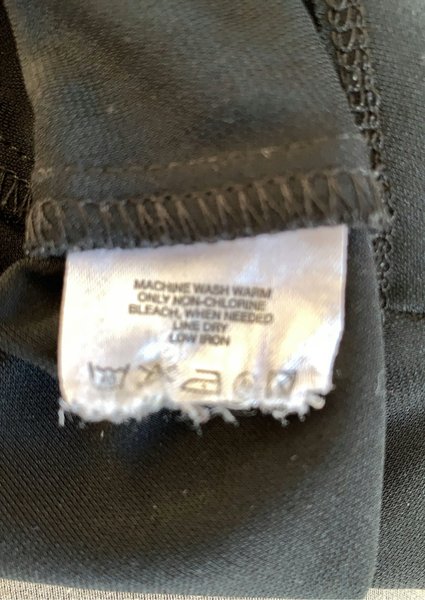 MACHINE WASH WARM
ONLY NON-CHLORINE
BLEACH, WHEN NEEDED
LINE DRY
LOW IRON